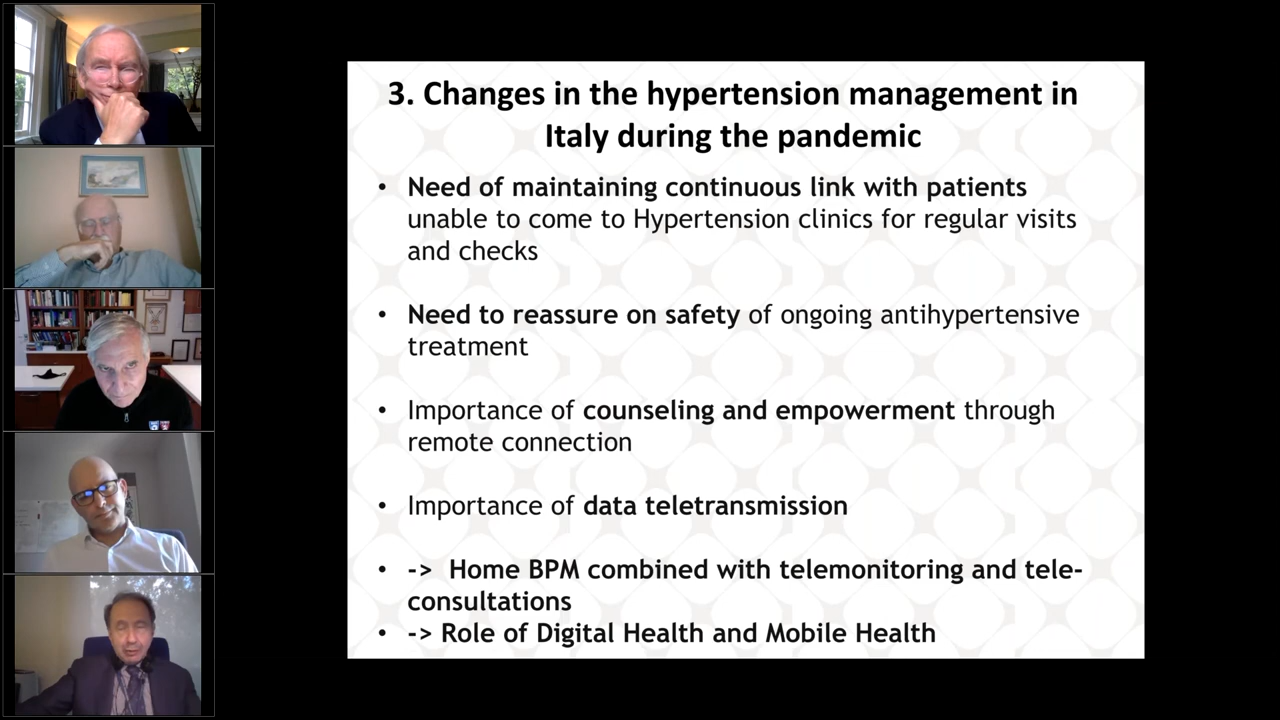 3. Changes in the hypertension management in
Italy during the pandemic
• Need of maintaining continuous link with patients
unable to come to Hypertension clinics for regular visits
and checks
• Need to reassure on safety of ongoing antihypertensive
treatment
• Importance of counseling and empowerment through
remote connection
• Importance of data teletransmission
• -> Home BPM combined with telemonitoring and tele-
consultations
• -> Role of Digital Health and Mobile Health